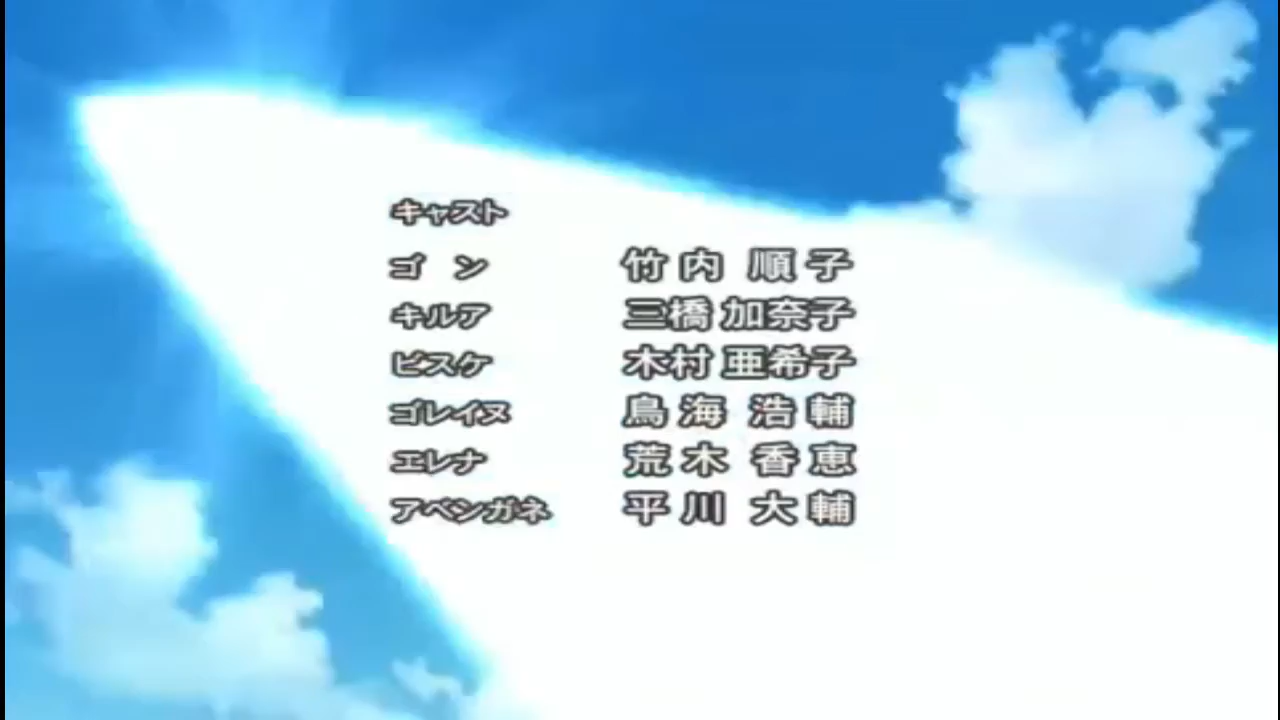 キャスト
ゴン 竹内 順子
キルア 三橋 加奈子
ビスケ 木村 亜希子
ゴレイヌ 鳥海 浩輔
エレナ 荒木 香恵
アベンガネ 平川 大輔